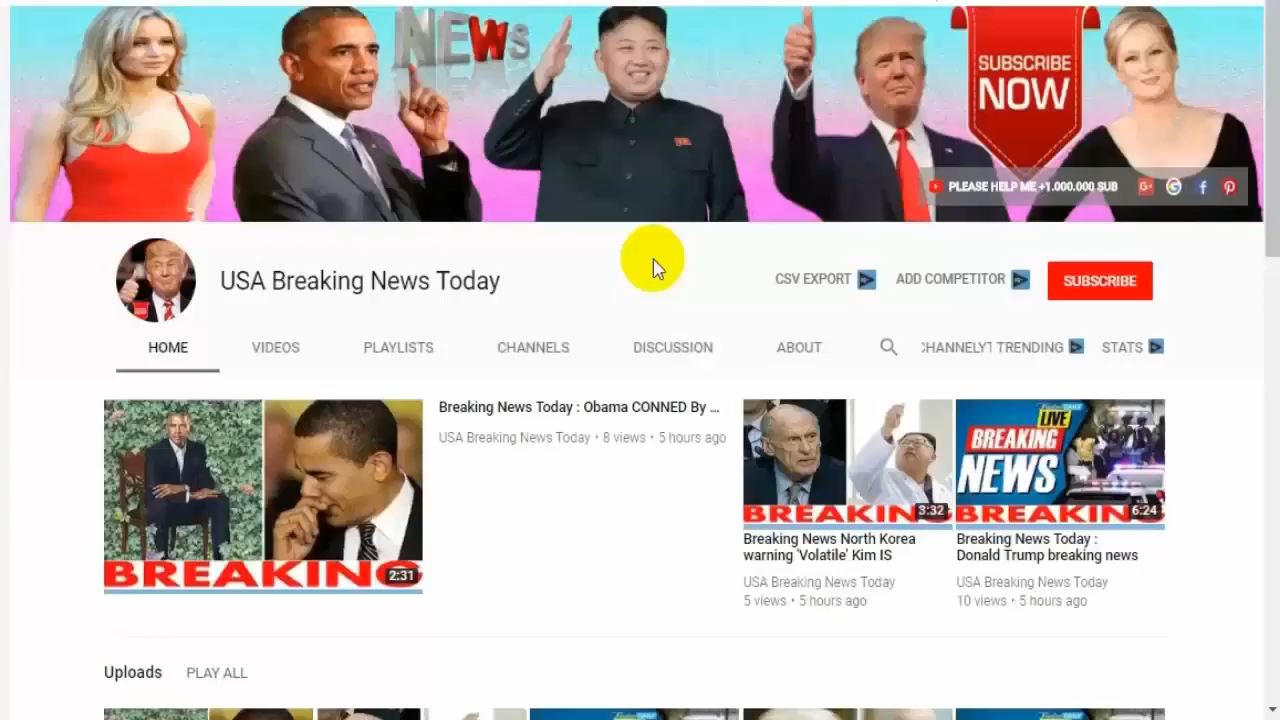 NEWS
SUBSCRIBE
NOW
PLEASE HELP ME +1.000.000 SUB
USA Breaking News Today
CSV EXPORT
ADD COMPETITOR
SUBSCRIBE
HOME
VIDEOS
PLAYLISTS
CHANNELS
DISCUSSION
ABOUT
TRENDING
STATS
BREAKING
2:31
Breaking News Today : Obama CONNED By ...
USA Breaking News Today • 8 views • 5 hours ago
BREAKIN
3:32
Breaking News North Korea
warning 'Volatile' Kim IS
USA Breaking News Today
5 views • 5 hours ago
LIVE
BREAKING
NEWS
BREAKIN
6:24
Breaking News Today :
Donald Trump breaking news
USA Breaking News Today
10 views • 5 hours ago
Uploads
PLAY ALL